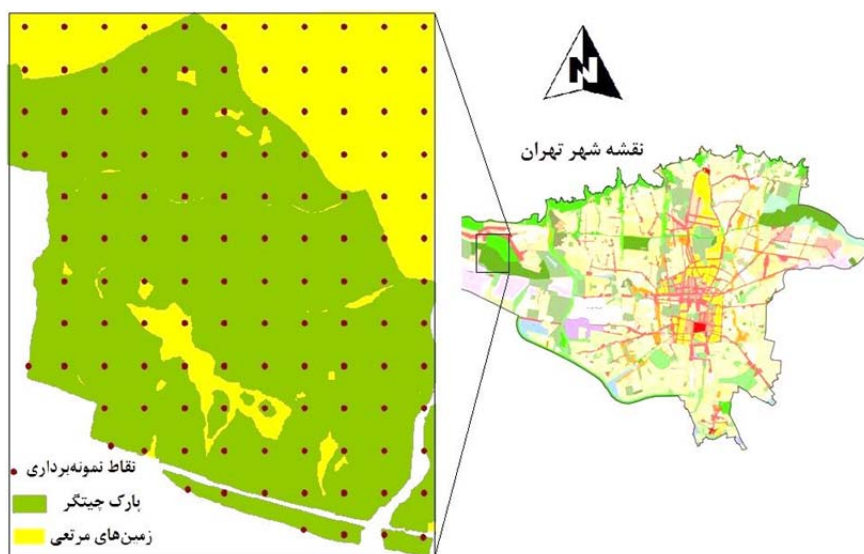 N
نقشه شهر تهران
نقاط نمونه‌برداری
پارک چیتگر
زمین‌های مرتعی